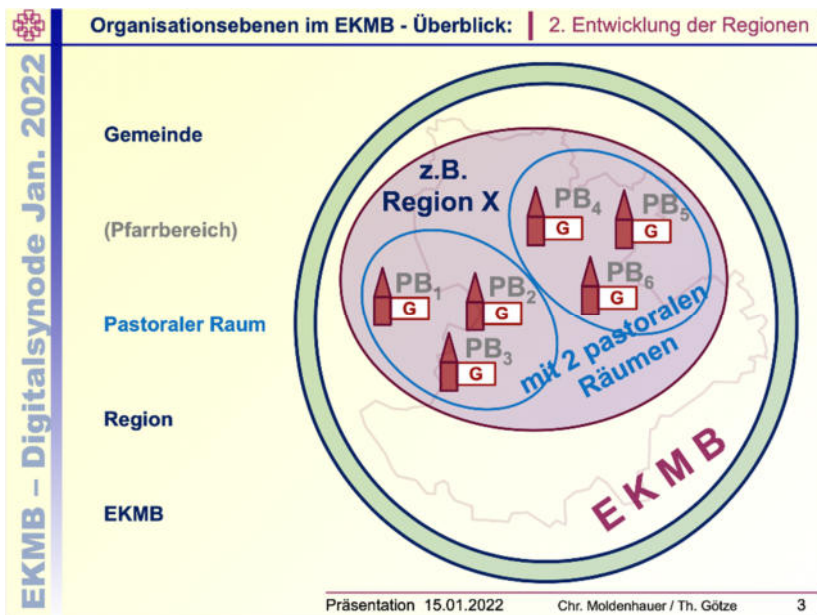 Organisationsebenen im EKMB - Überblick:
2. Entwicklung der Regionen
EKMB – Digitalsynode Jan. 2022
Gemeinde
(Pfarrbereich)
Pastoraler Raum
Region
EKMB
z.B.
Region X
PB₄
G
PB₅
G
PB₆
G
PB₁
G
PB₂
G
PB₃
G
mit 2 pastoralen
Räumen
EKMB
Präsentation 15.01.2022
Chr. Moldenhauer / Th. Götze
3